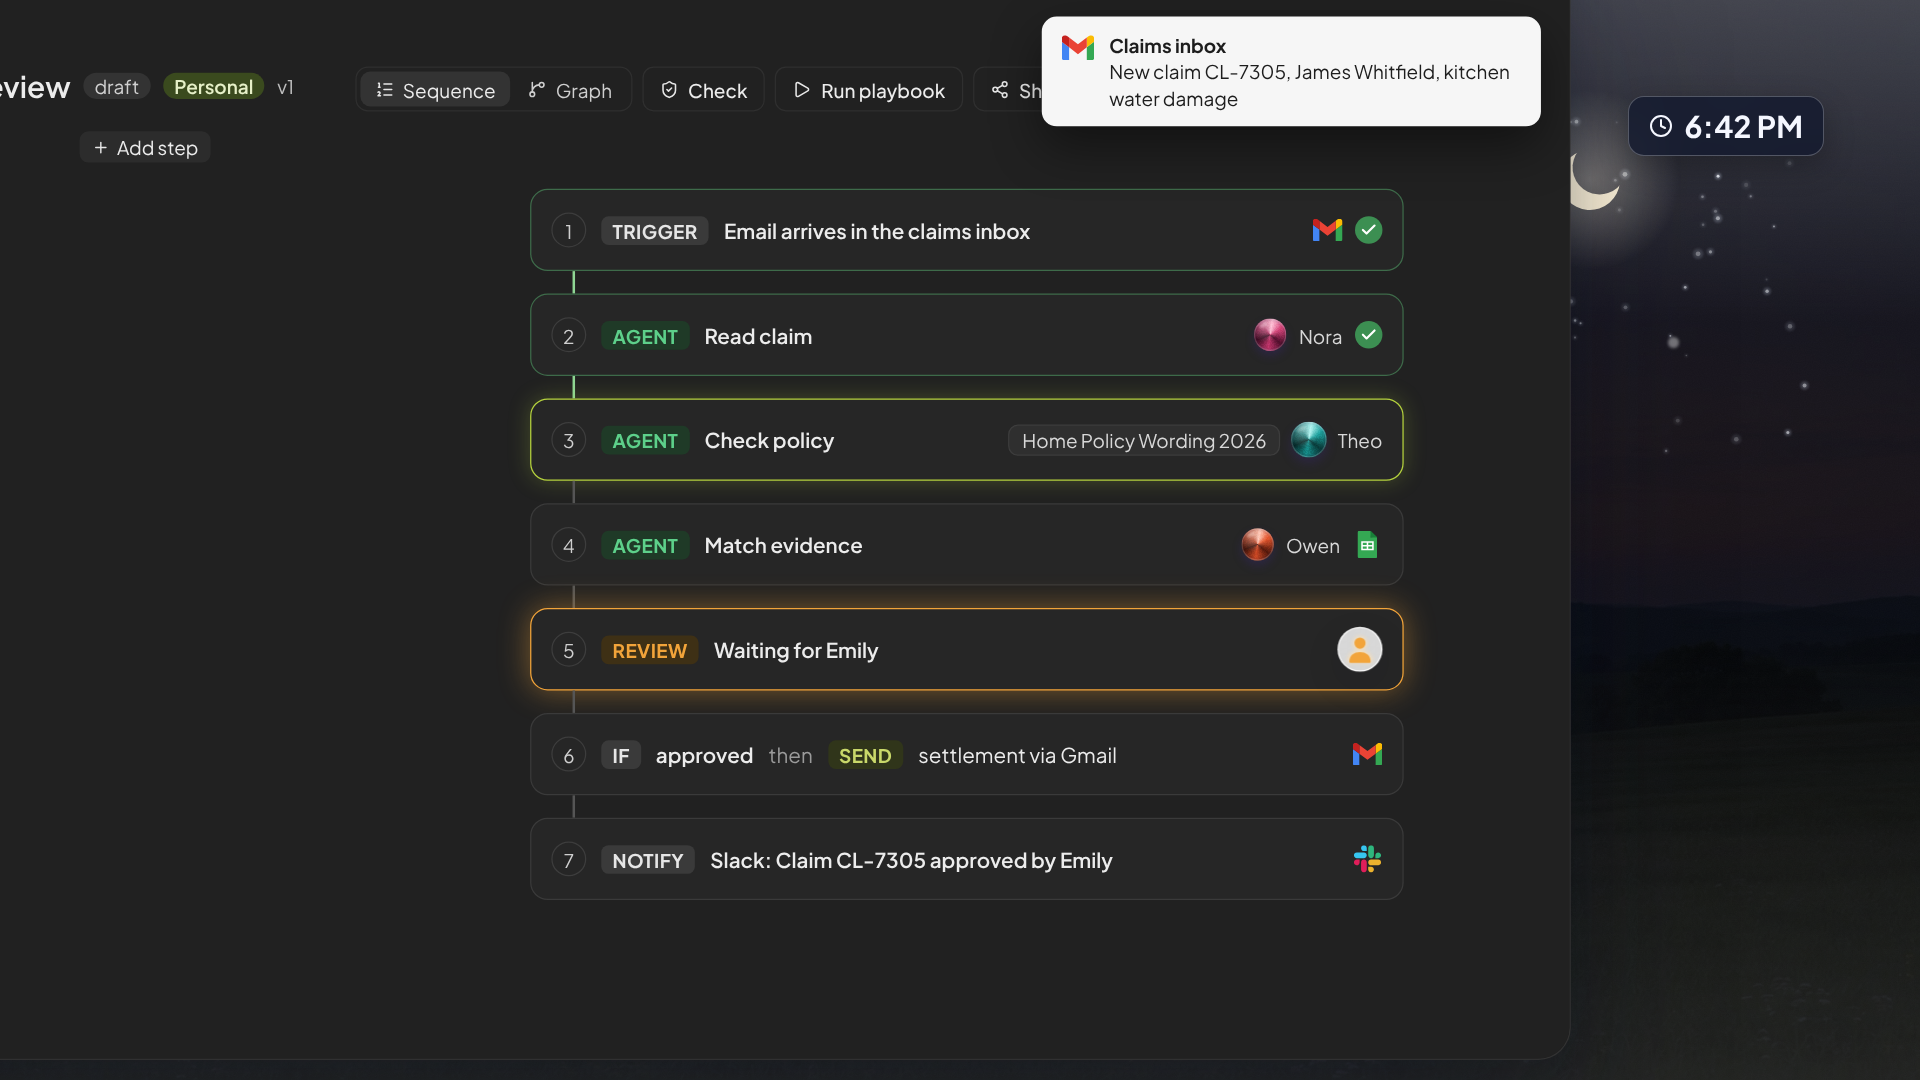 eview draft Personal v1
Sequence Graph Check Run playbook Sh
Claims inbox
New claim CL-7305, James Whitfield, kitchen
water damage
6:42 PM
+ Add step
1 TRIGGER Email arrives in the claims inbox
2 AGENT Read claim Nora
3 AGENT Check policy Home Policy Wording 2026 Theo
4 AGENT Match evidence Owen
5 REVIEW Waiting for Emily
6 IF approved then SEND settlement via Gmail
7 NOTIFY Slack: Claim CL-7305 approved by Emily